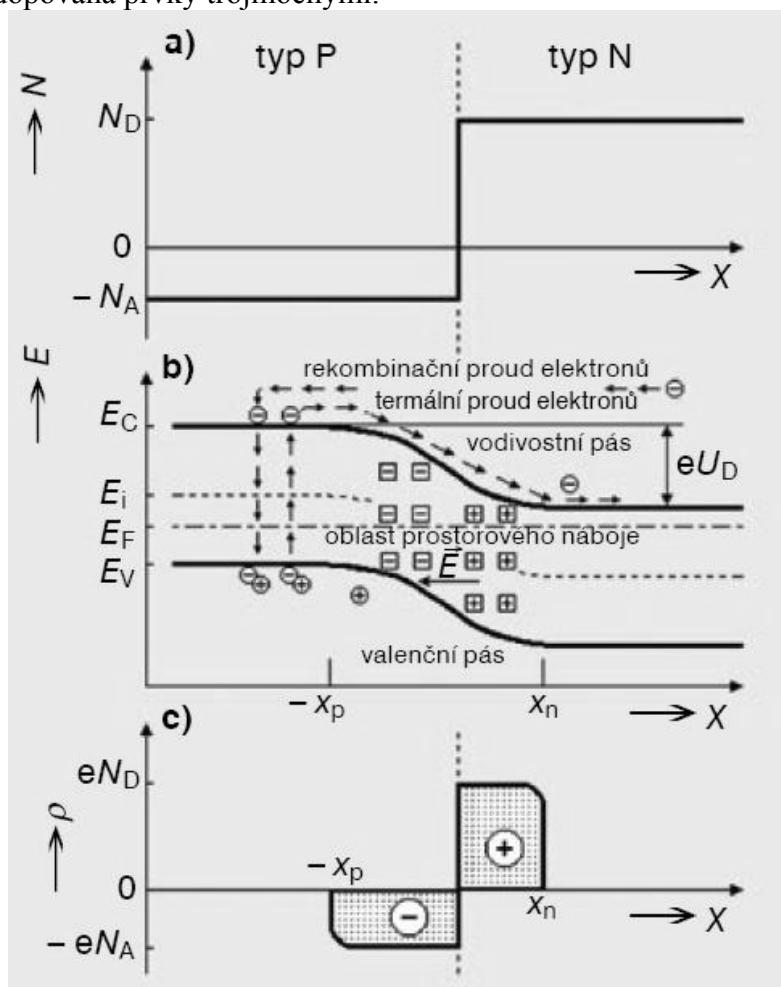 dopována prvky trojmocnými.
a) typ P typ N
N
N_D
0
X
– N_A
E
b) rekombinační proud elektronů
termální proud elektronů
E_C
vodivostní pás
eU_D
E_i
E_F
oblast prostorového náboje
E_V
E
valenční pás
– x_p x_n X
c)
eN_D
ρ
– x_p
0
x_n X
– eN_A